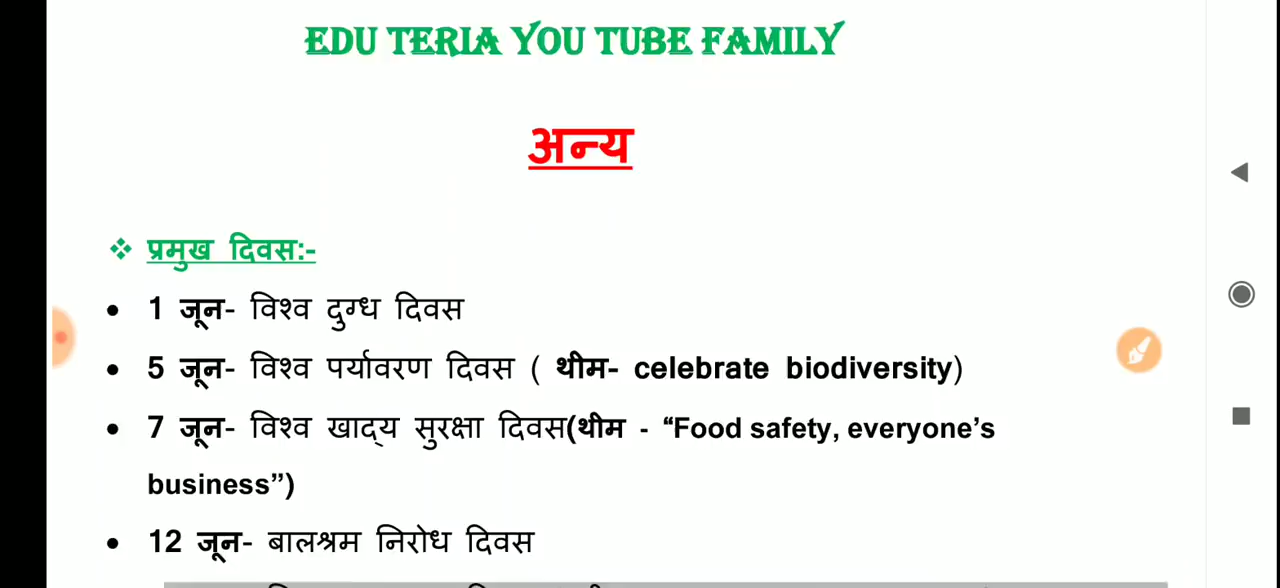 EDU TERIA YOU TUBE FAMILY
अन्य
❖ प्रमुख दिवस:-
• 1 जून- विश्व दुग्ध दिवस
• 5 जून- विश्व पर्यावरण दिवस ( थीम- celebrate biodiversity)
• 7 जून- विश्व खाद्य सुरक्षा दिवस(थीम - “Food safety, everyone’s
business”)
• 12 जून- बालश्रम निरोध दिवस